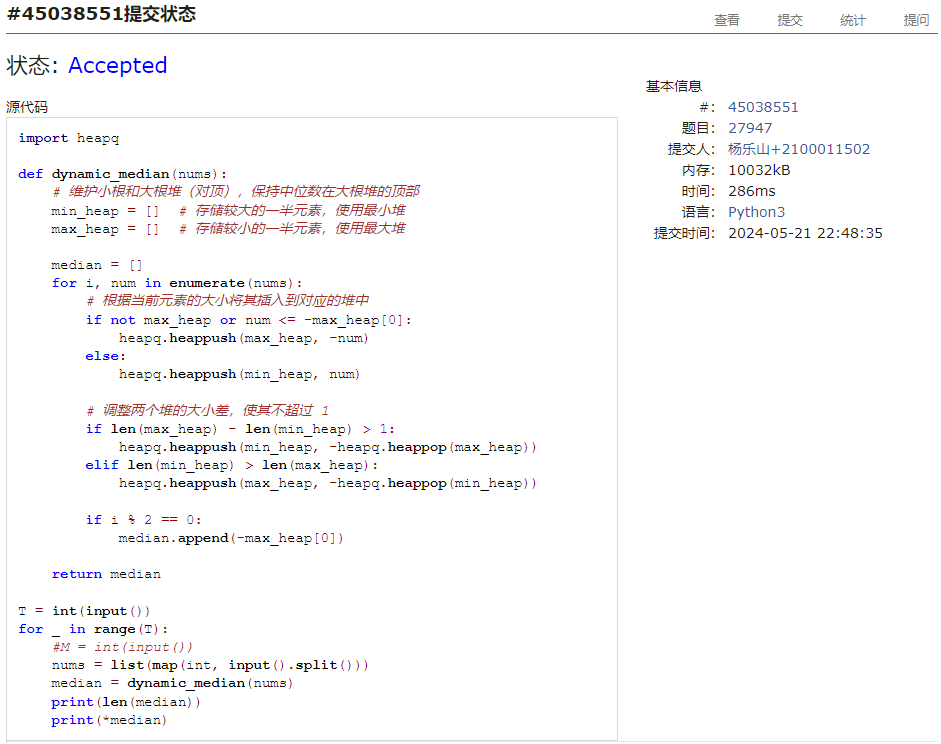 #45038551提交状态
查看 提交 统计 提问
状态: Accepted
基本信息
#: 45038551
题目: 27947
提交人: 杨乐山+2100011502
内存: 10032kB
时间: 286ms
语言: Python3
提交时间: 2024-05-21 22:48:35
源代码
import heapq
def dynamic_median(nums):
    # 维护小根和大根堆（对顶），保持中位数在大根堆的顶部
    min_heap = []  # 存储较大的一半元素，使用最小堆
    max_heap = []  # 存储较小的一半元素，使用最大堆
    median = []
    for i, num in enumerate(nums):
        # 根据当前元素的大小将其插入到对应的堆中
        if not max_heap or num <= -max_heap[0]:
            heapq.heappush(max_heap, -num)
        else:
            heapq.heappush(min_heap, num)
        # 调整两个堆的大小差，使其不超过 1
        if len(max_heap) - len(min_heap) > 1:
            heapq.heappush(min_heap, -heapq.heappop(max_heap))
        elif len(min_heap) > len(max_heap):
            heapq.heappush(max_heap, -heapq.heappop(min_heap))
        if i % 2 == 0:
            median.append(-max_heap[0])
    return median
T = int(input())
for _ in range(T):
    #M = int(input())
    nums = list(map(int, input().split()))
    median = dynamic_median(nums)
    print(len(median))
    print(*median)